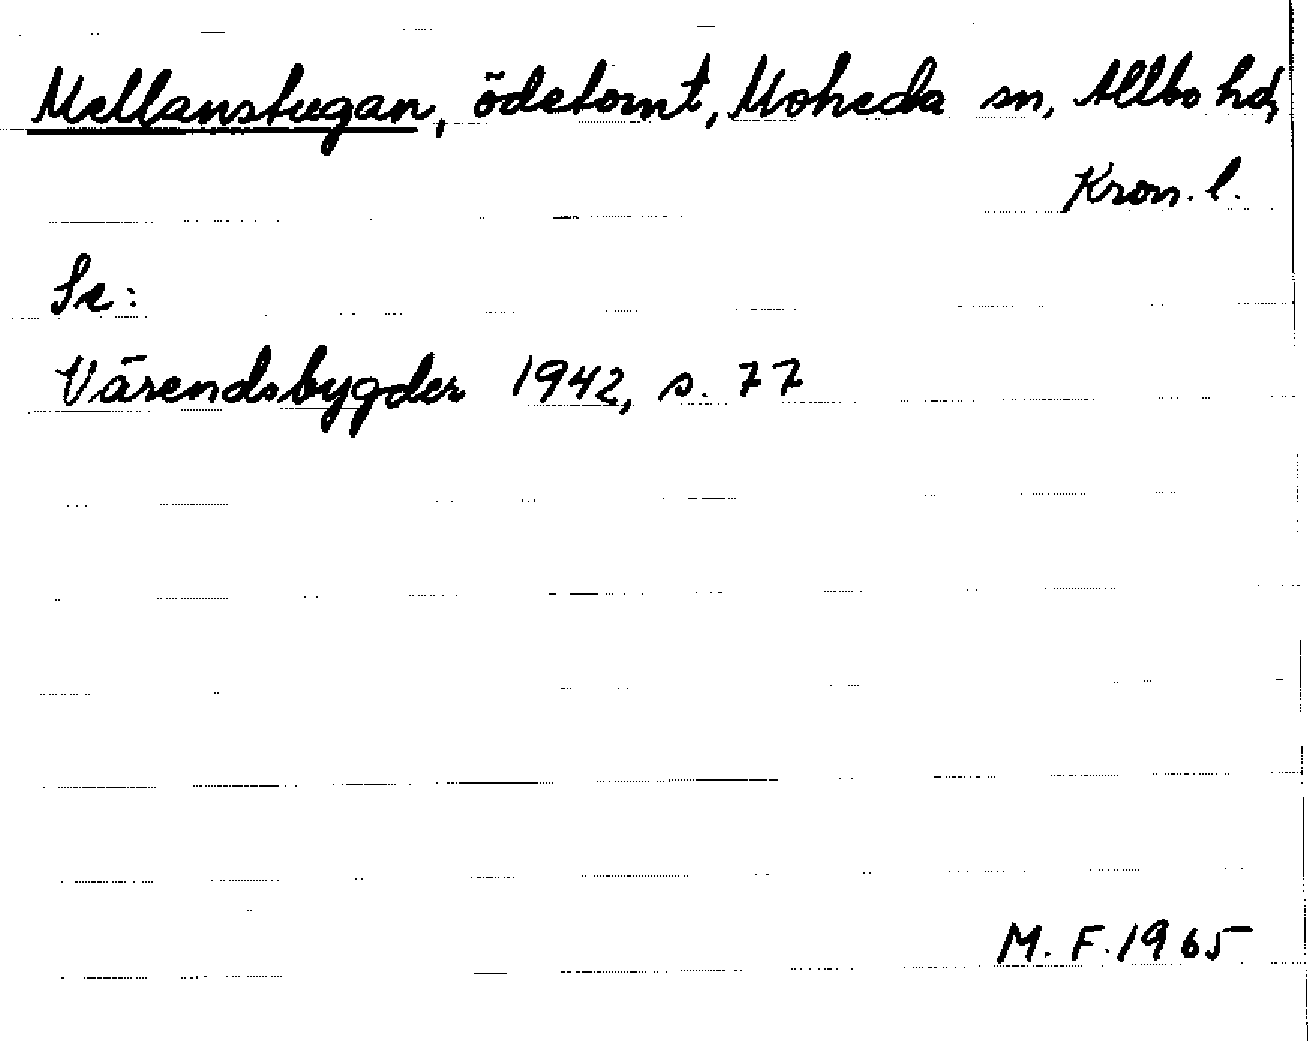 Mellanstugan, ödetomt, Moheda sn, Allbo hd,
Kron. l.
Se:
Värendsbygder 1942, s. 77
M. F. 1965